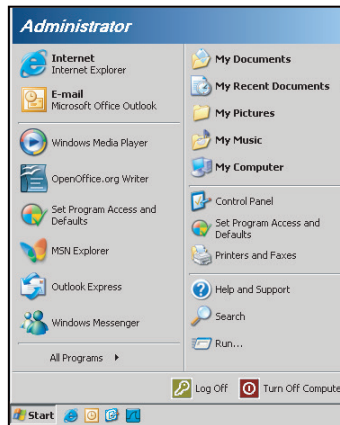 Administrator
Internet
Internet Explorer
E-mail
Microsoft Office Outlook
Windows Media Player
OpenOffice.org Writer
Set Program Access and
Defaults
MSN Explorer
Outlook Express
Windows Messenger
All Programs
My Documents
My Recent Documents
My Pictures
My Music
My Computer
Control Panel
Set Program Access and
Defaults
Printers and Faxes
Help and Support
Search
Run...
Log Off
Turn Off Compute
Start